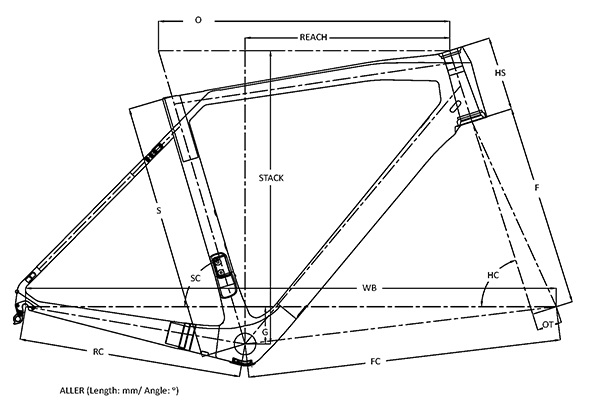 O
REACH
HS
STACK
F
S
SC
HC
WB
G
OT
RC
FC
ALLER (Length: mm/ Angle: °)